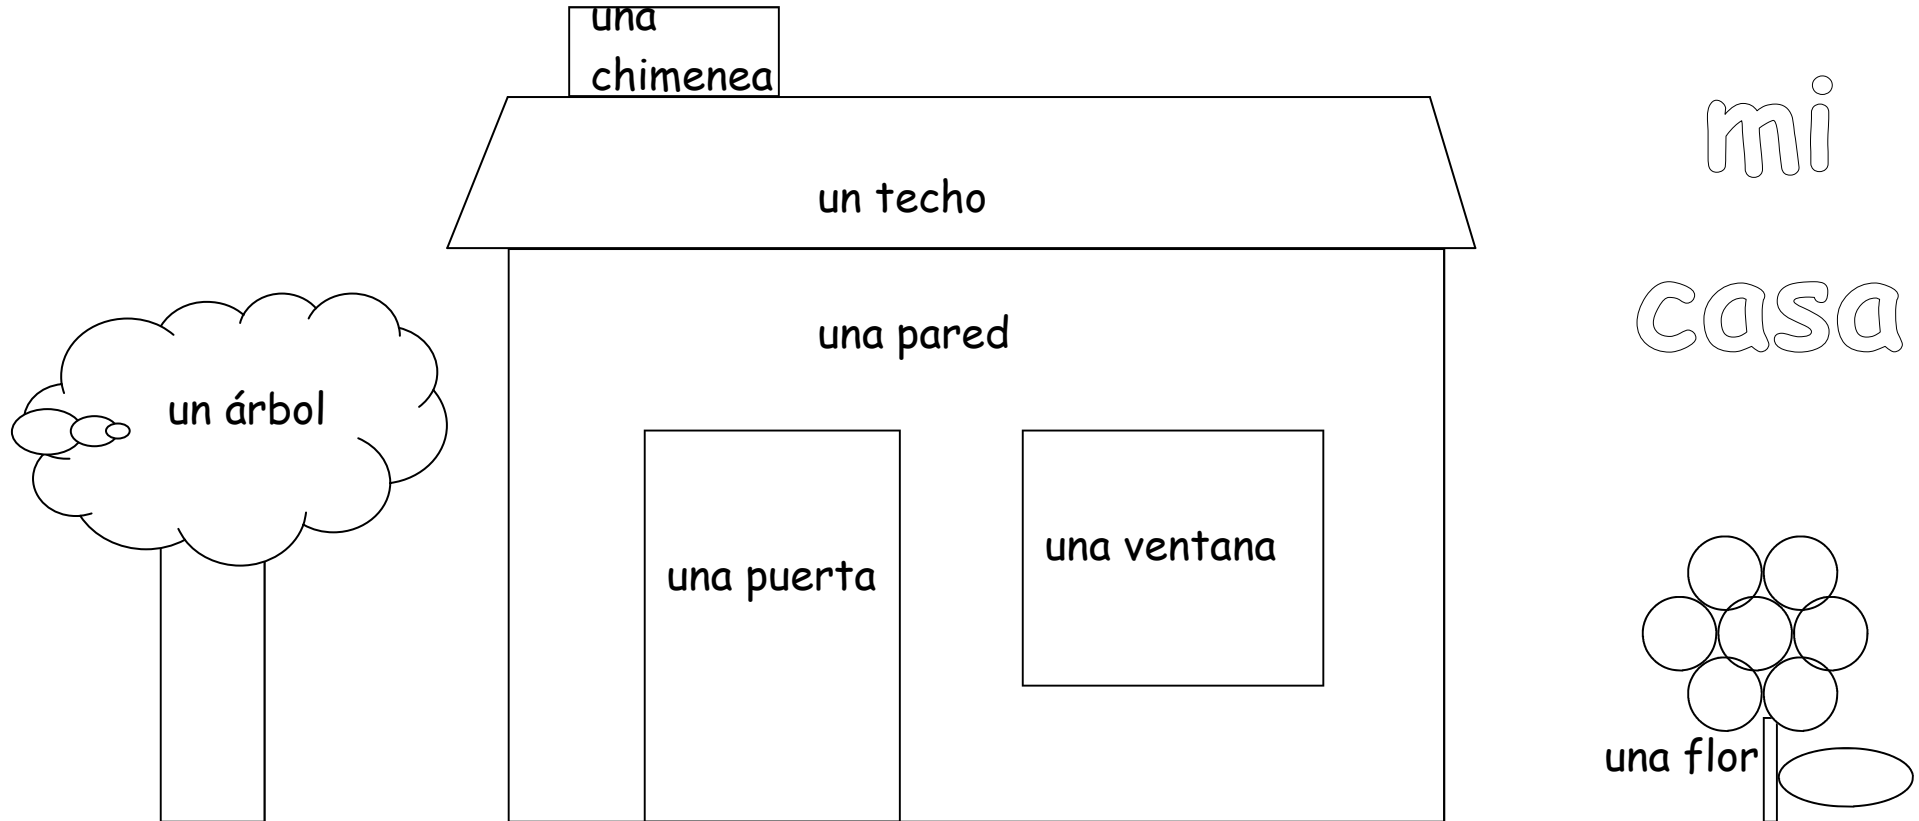 una
chimenea
mi
un techo
casa
una pared
un árbol
una ventana
una puerta
una flor